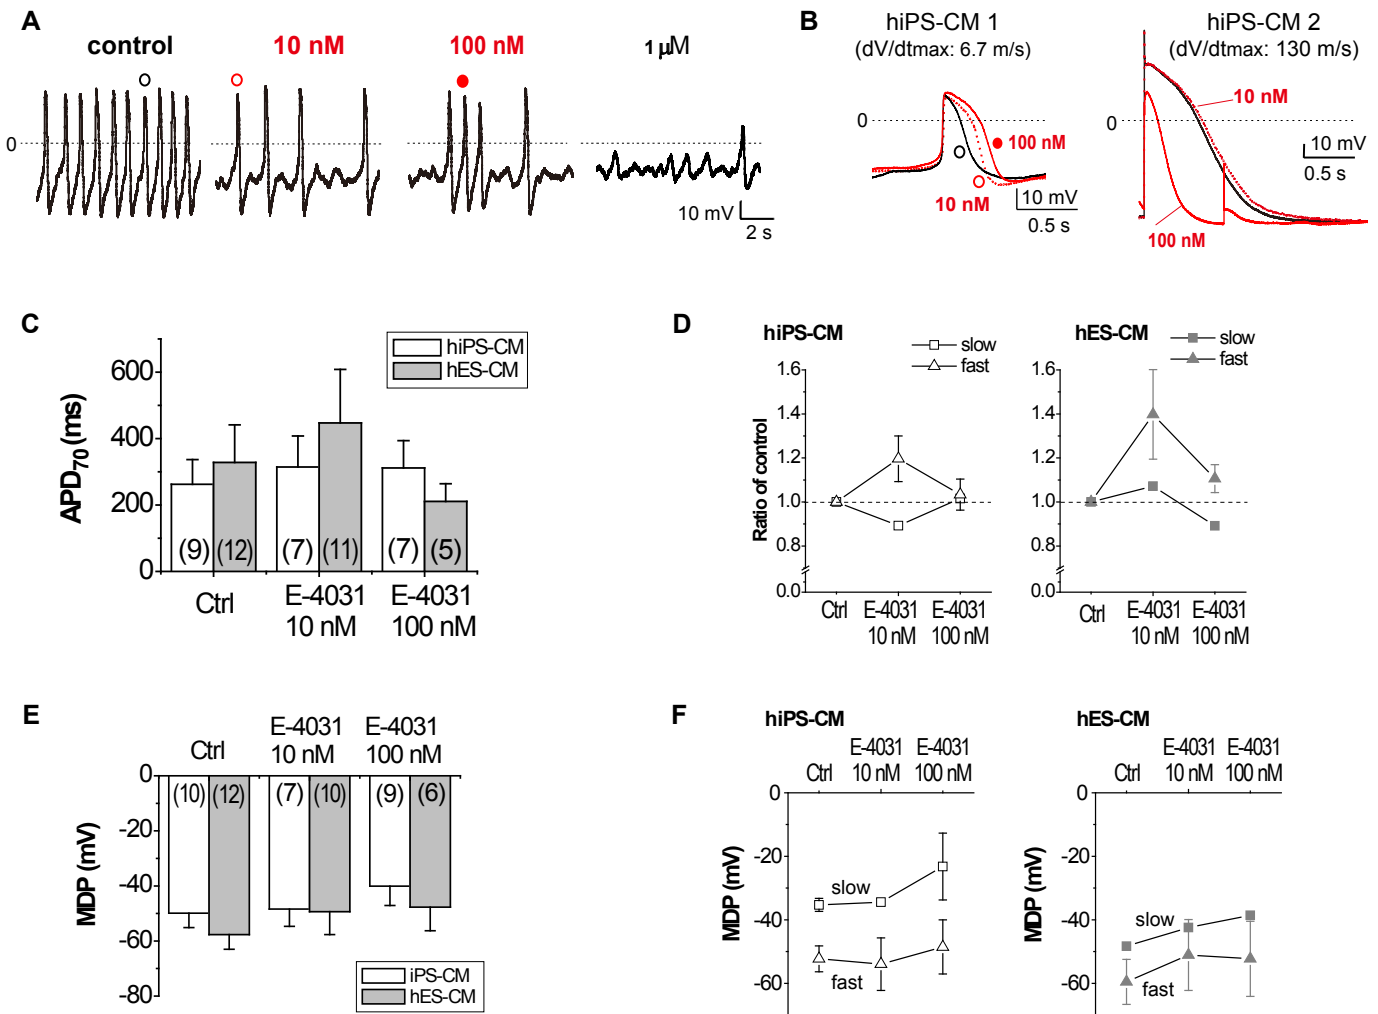 A
control
10 nM
100 nM
1 µM
0
10 mV
2 s
B
hiPS-CM 1
(dV/dtmax: 6.7 m/s)
hiPS-CM 2
(dV/dtmax: 130 m/s)
0
100 nM
10 nM
10 mV
0.5 s
0
10 nM
100 nM
10 mV
0.5 s
C
hiPS-CM
hES-CM
APD70 (ms)
600
400
200
0
(9)
(12)
(7)
(11)
(7)
(5)
Ctrl
E-4031
10 nM
E-4031
100 nM
D
hiPS-CM
slow
fast
Ratio of control
1.6
1.4
1.2
1.0
0.8
0.0
Ctrl
E-4031
10 nM
E-4031
100 nM
hES-CM
slow
fast
1.6
1.4
1.2
1.0
0.8
0.0
Ctrl
E-4031
10 nM
E-4031
100 nM
E
Ctrl
E-4031
10 nM
E-4031
100 nM
MDP (mV)
0
-20
-40
-60
-80
(10)
(12)
(7)
(10)
(9)
(6)
iPS-CM
hES-CM
F
hiPS-CM
Ctrl
E-4031
10 nM
E-4031
100 nM
MDP (mV)
0
-20
-40
-60
slow
fast
hES-CM
Ctrl
E-4031
10 nM
E-4031
100 nM
MDP (mV)
0
-20
-40
-60
slow
fast